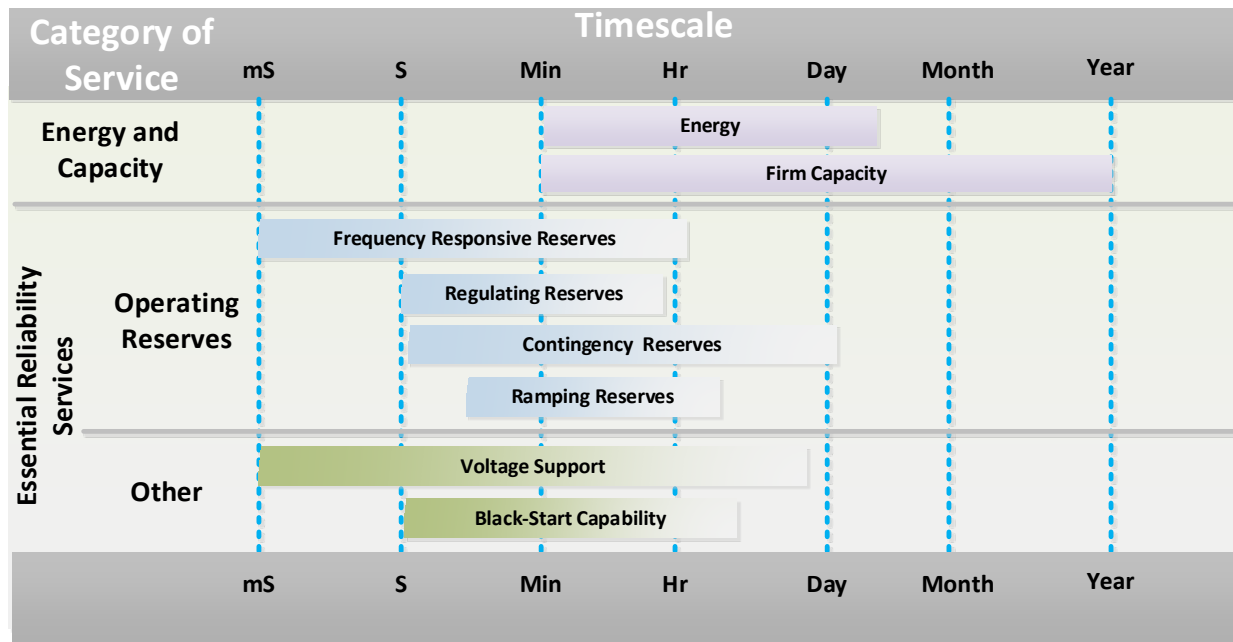 Category of
Service
Timescale
mS S Min Hr Day Month Year
Energy and
Capacity
Energy
Firm Capacity
Essential Reliability
Services
Operating
Reserves
Frequency Responsive Reserves
Regulating Reserves
Contingency Reserves
Ramping Reserves
Other
Voltage Support
Black-Start Capability
mS S Min Hr Day Month Year